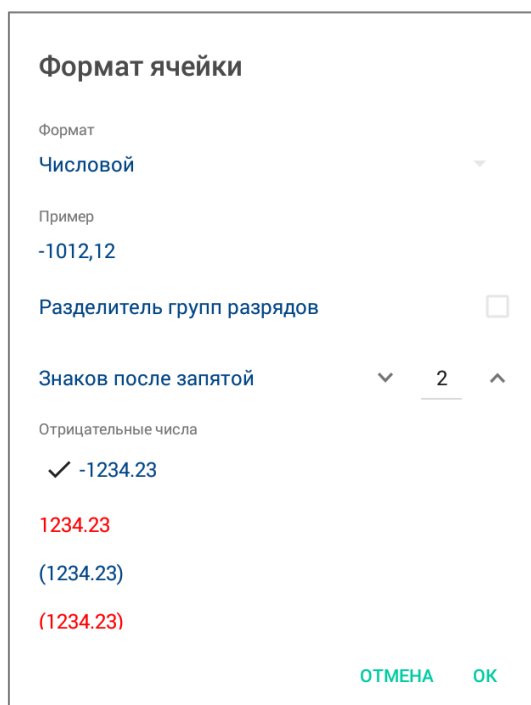 Формат ячейки
Формат
Числовой
Пример
-1012,12
Разделитель групп разрядов
Знаков после запятой 2
Отрицательные числа
-1234.23
1234.23
(1234.23)
(1234.23)
ОТМЕНА ОК